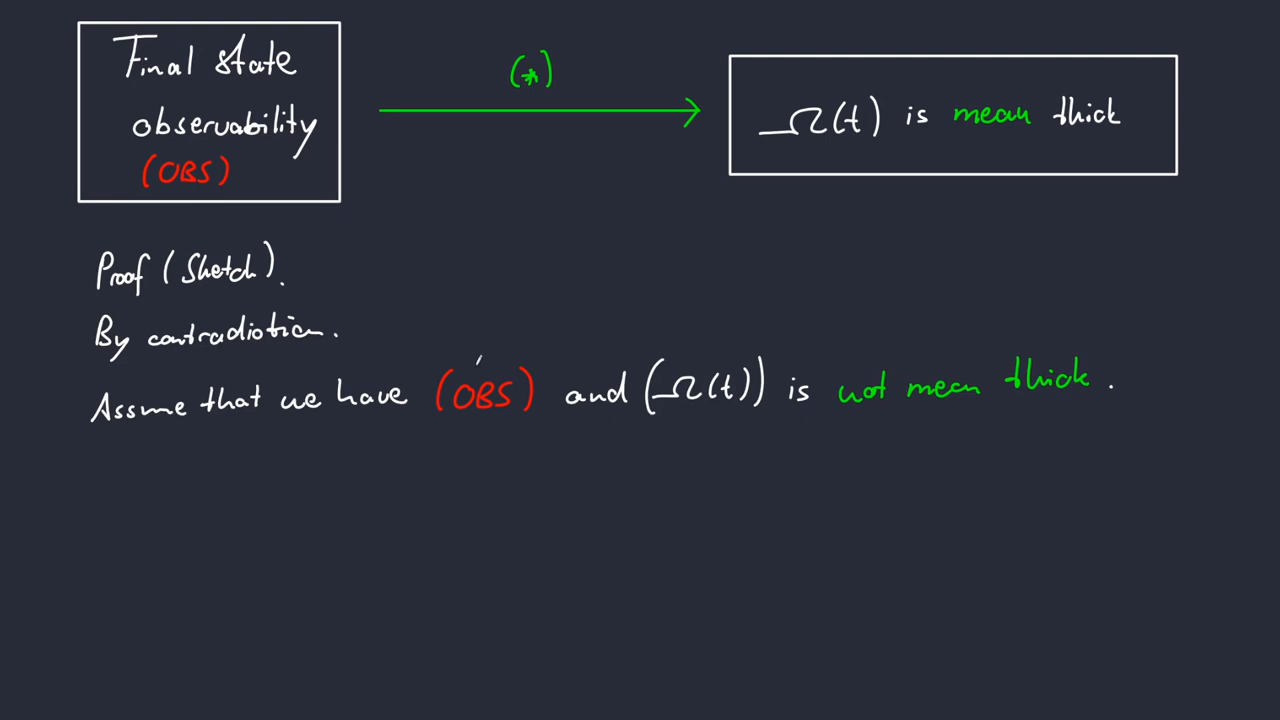 Final state
observability
(OBS)
(*)
Ω(t) is mean thick
Proof (Sketch).
By contradiction.
Assume that we have (OBS) and (Ω(t)) is not mean thick.